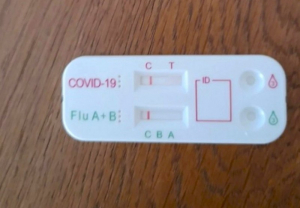 C T
COVID-19:
ID
Flu A+B:
C B A